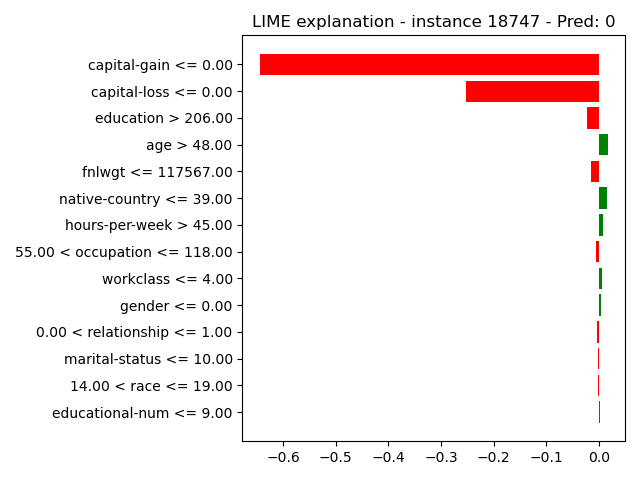 LIME explanation - instance 18747 - Pred: 0
capital-gain <= 0.00
capital-loss <= 0.00
education > 206.00
age > 48.00
fnlwgt <= 117567.00
native-country <= 39.00
hours-per-week > 45.00
55.00 < occupation <= 118.00
workclass <= 4.00
gender <= 0.00
0.00 < relationship <= 1.00
marital-status <= 10.00
14.00 < race <= 19.00
educational-num <= 9.00
−0.6 −0.5 −0.4 −0.3 −0.2 −0.1 0.0